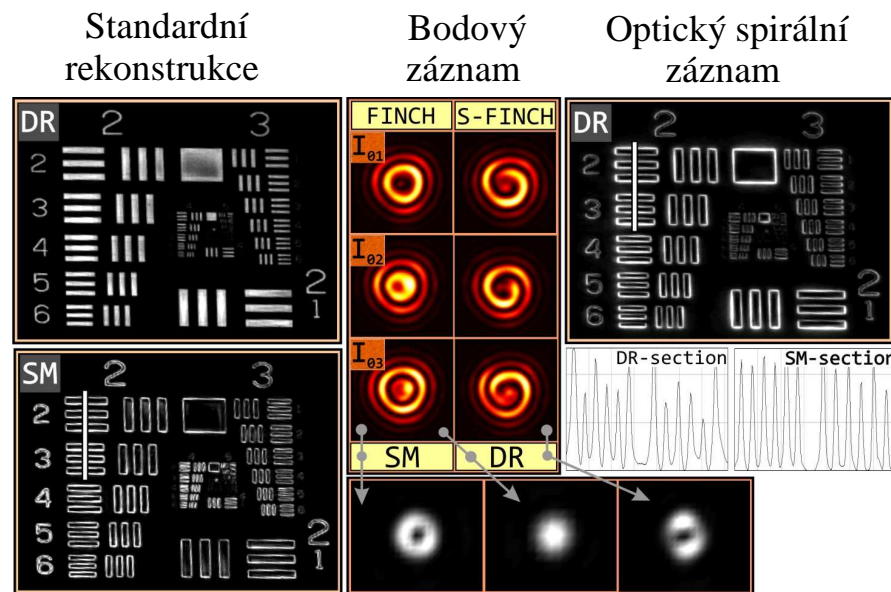 Standardní
rekonstrukce
Bodový
záznam
Optický spirální
záznam
DR
2
3
2
3
4
5
6
2
1
FINCH
S-FINCH
I01
I02
I03
SM
DR
DR
2
3
2
3
4
5
6
2
1
SM
2
3
2
3
4
5
6
2
1
DR-section
SM-section